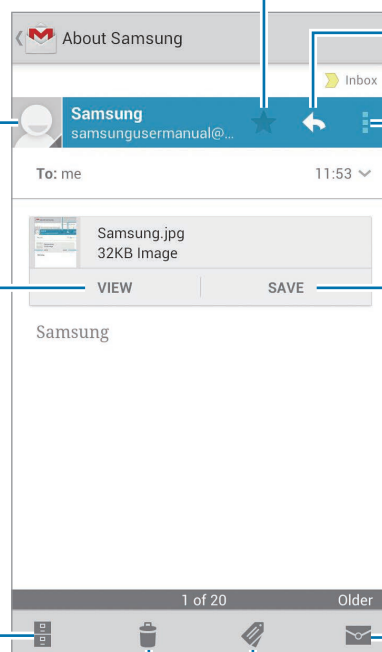 About Samsung
Inbox
Samsung
samsungusermanual@...
To: me 11:53
Samsung.jpg
32KB Image
VIEW SAVE
Samsung
1 of 20 Older